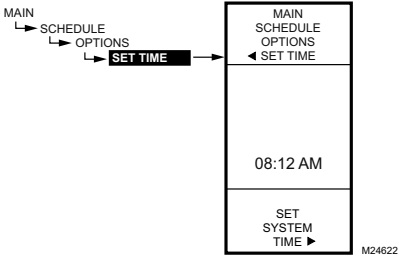 MAIN
SCHEDULE
OPTIONS
SET TIME
MAIN
SCHEDULE
OPTIONS
◄ SET TIME
08:12 AM
SET
SYSTEM
TIME ►
M24622